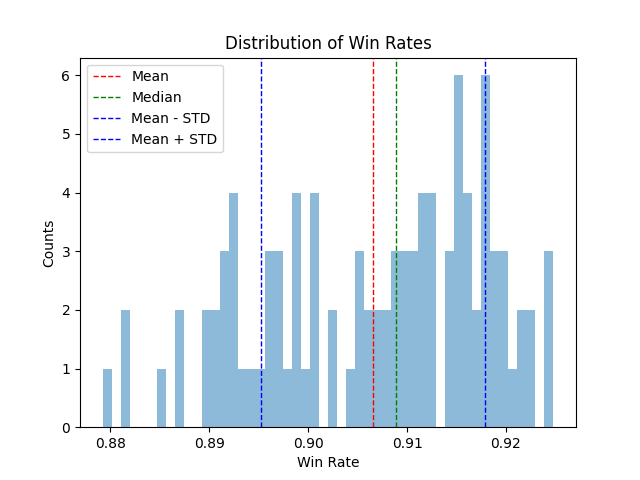 Distribution of Win Rates
Mean
Median
Mean - STD
Mean + STD
6
5
4
3
2
1
0
Counts
0.88 0.89 0.90 0.91 0.92
Win Rate